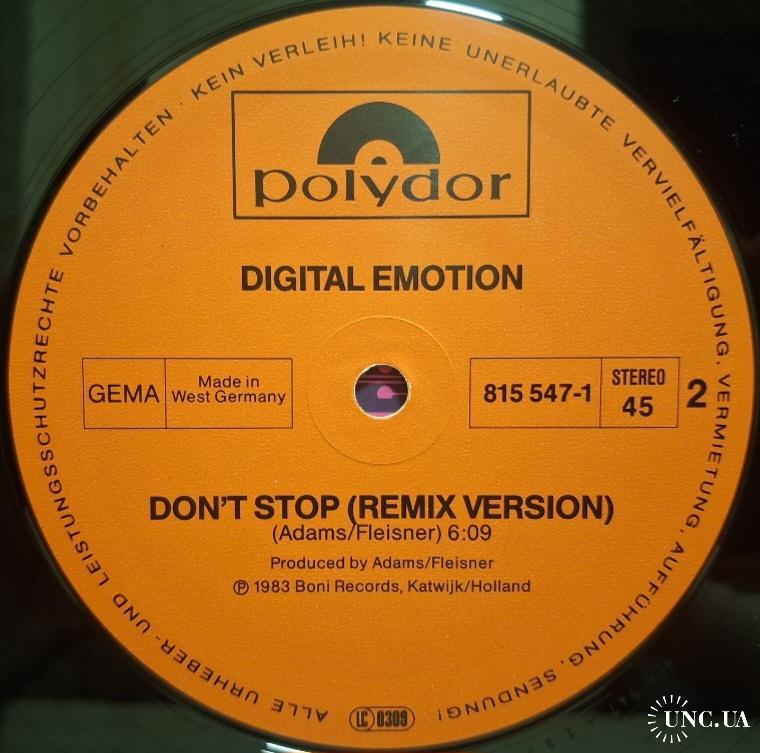 ALLE URHEBER- UND LEISTUNGSSCHUTZRECHTE VORBEHALTEN · KEIN VERLEIH! KEINE UNERLAUBTE VERVIELFÄLTIGUNG, VERMIETUNG, AUFFÜHRUNG, SENDUNG!
polydor
DIGITAL EMOTION
GEMA
Made in
West Germany
815 547-1
STEREO
45
2
DON'T STOP (REMIX VERSION)
(Adams/Fleisner) 6:09
Produced by Adams/Fleisner
℗ 1983 Boni Records, Katwijk/Holland
LC 0309
UNC.UA